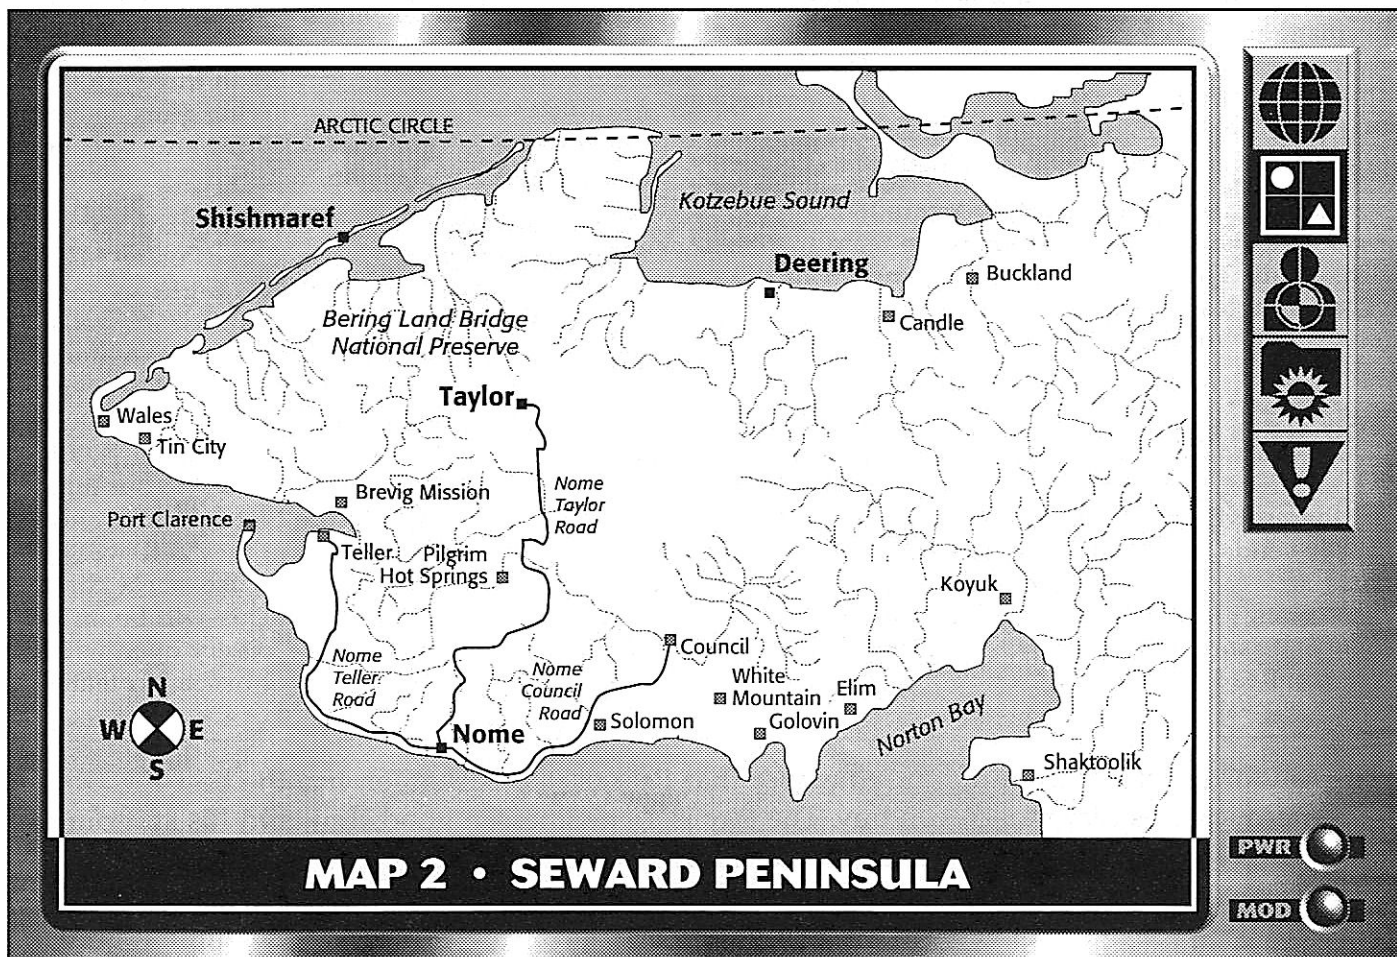 ARCTIC CIRCLE
Shishmaref
Kotzebue Sound
Deering
Buckland
Candle
Bering Land Bridge
National Preserve
Taylor
Wales
Tin City
Nome
Taylor
Road
Brevig Mission
Port Clarence
Teller
Pilgrim
Hot Springs
Koyuk
Council
Nome
Teller
Road
Nome
Council
Road
White
Mountain
Elim
Solomon
Golovin
Norton Bay
Nome
Shaktoolik
N
W E
S
MAP 2 • SEWARD PENINSULA
PWR
MOD